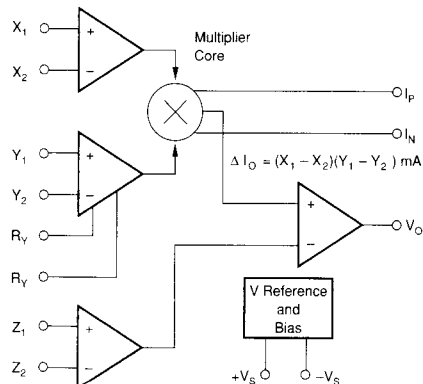 X1
X2
Multiplier
Core
IP
IN
Y1
Y2
ΔIO = (X1 – X2)(Y1 – Y2) mA
RY
RY
VO
Z1
Z2
V Reference
and
Bias
+VS
–VS